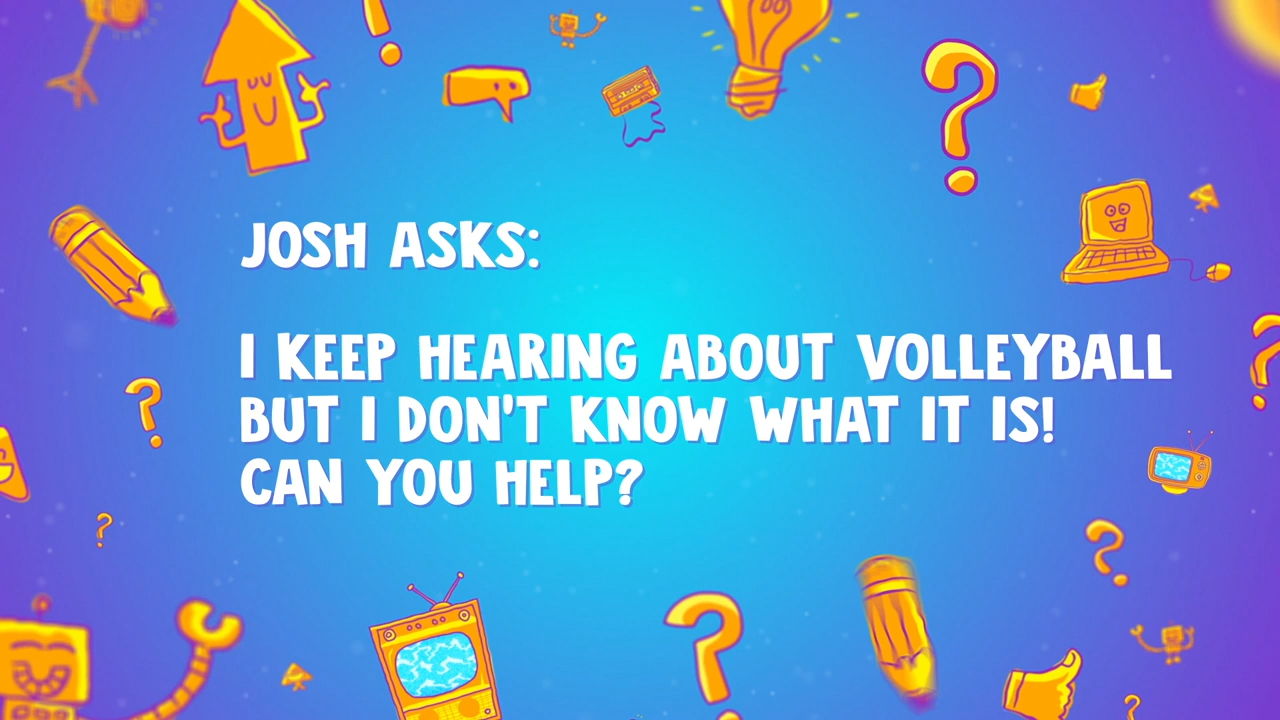 JOSH ASKS:
I KEEP HEARING ABOUT VOLLEYBALL
BUT I DON'T KNOW WHAT IT IS!
CAN YOU HELP?